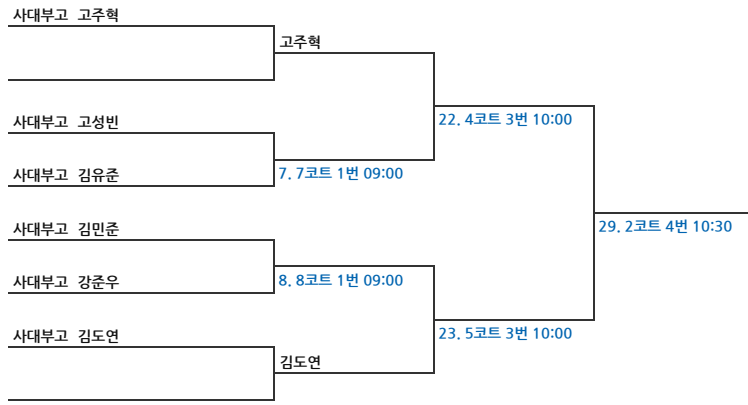 사대부고 고주혁
고주혁
사대부고 고성빈
22. 4코트 3번 10:00
7. 7코트 1번 09:00
사대부고 김유준
사대부고 김민준
29. 2코트 4번 10:30
8. 8코트 1번 09:00
사대부고 강준우
사대부고 김도연
23. 5코트 3번 10:00
김도연